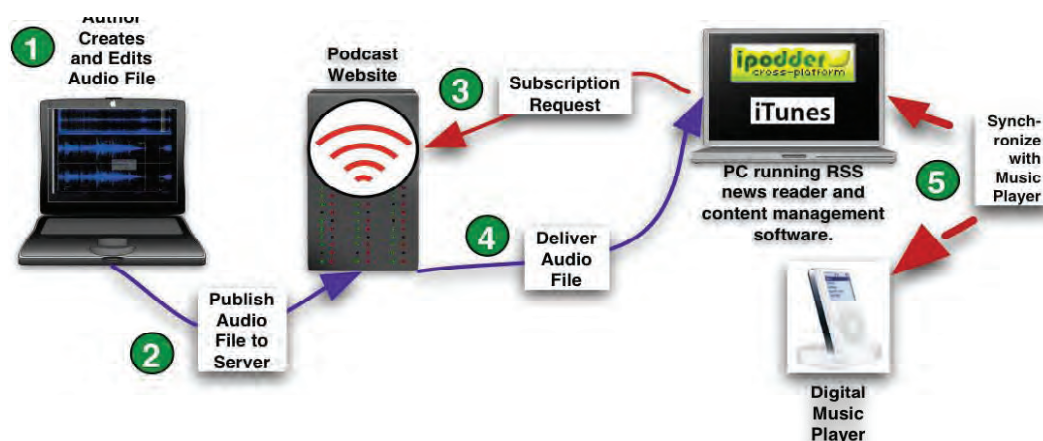 1
Author
Creates
and Edits
Audio File
2
Publish
Audio
File to
Server
Podcast
Website
3
Subscription
Request
4
Deliver
Audio
File
ipodder
cross-platform
iTunes
PC running RSS
news reader and
content management
software.
5
Synch-
ronize
with
Music
Player
Digital
Music
Player